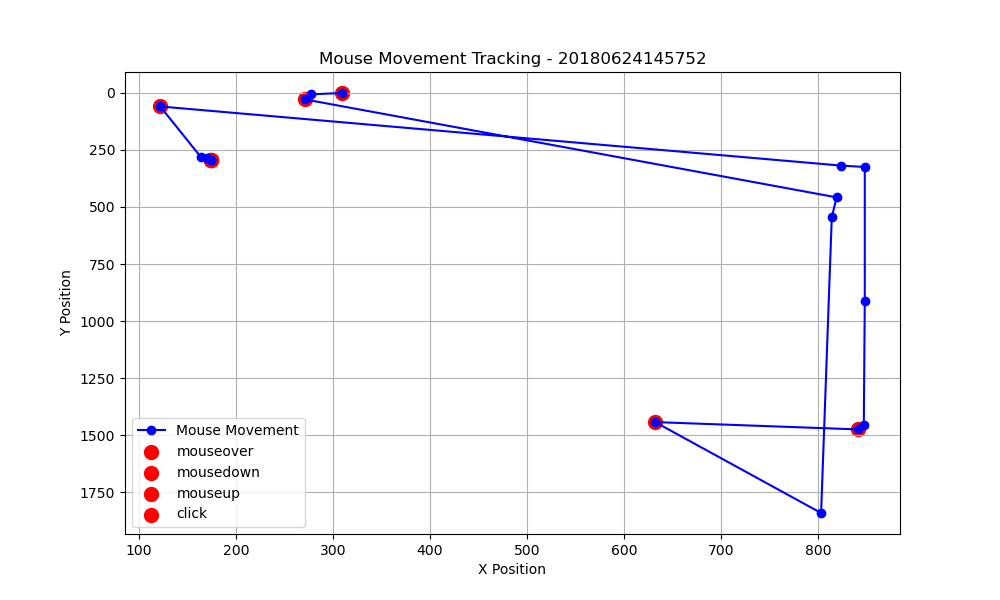 Mouse Movement Tracking - 20180624145752
Y Position
0
250
500
750
1000
1250
1500
1750
Mouse Movement
mouseover
mousedown
mouseup
click
100 200 300 400 500 600 700 800
X Position